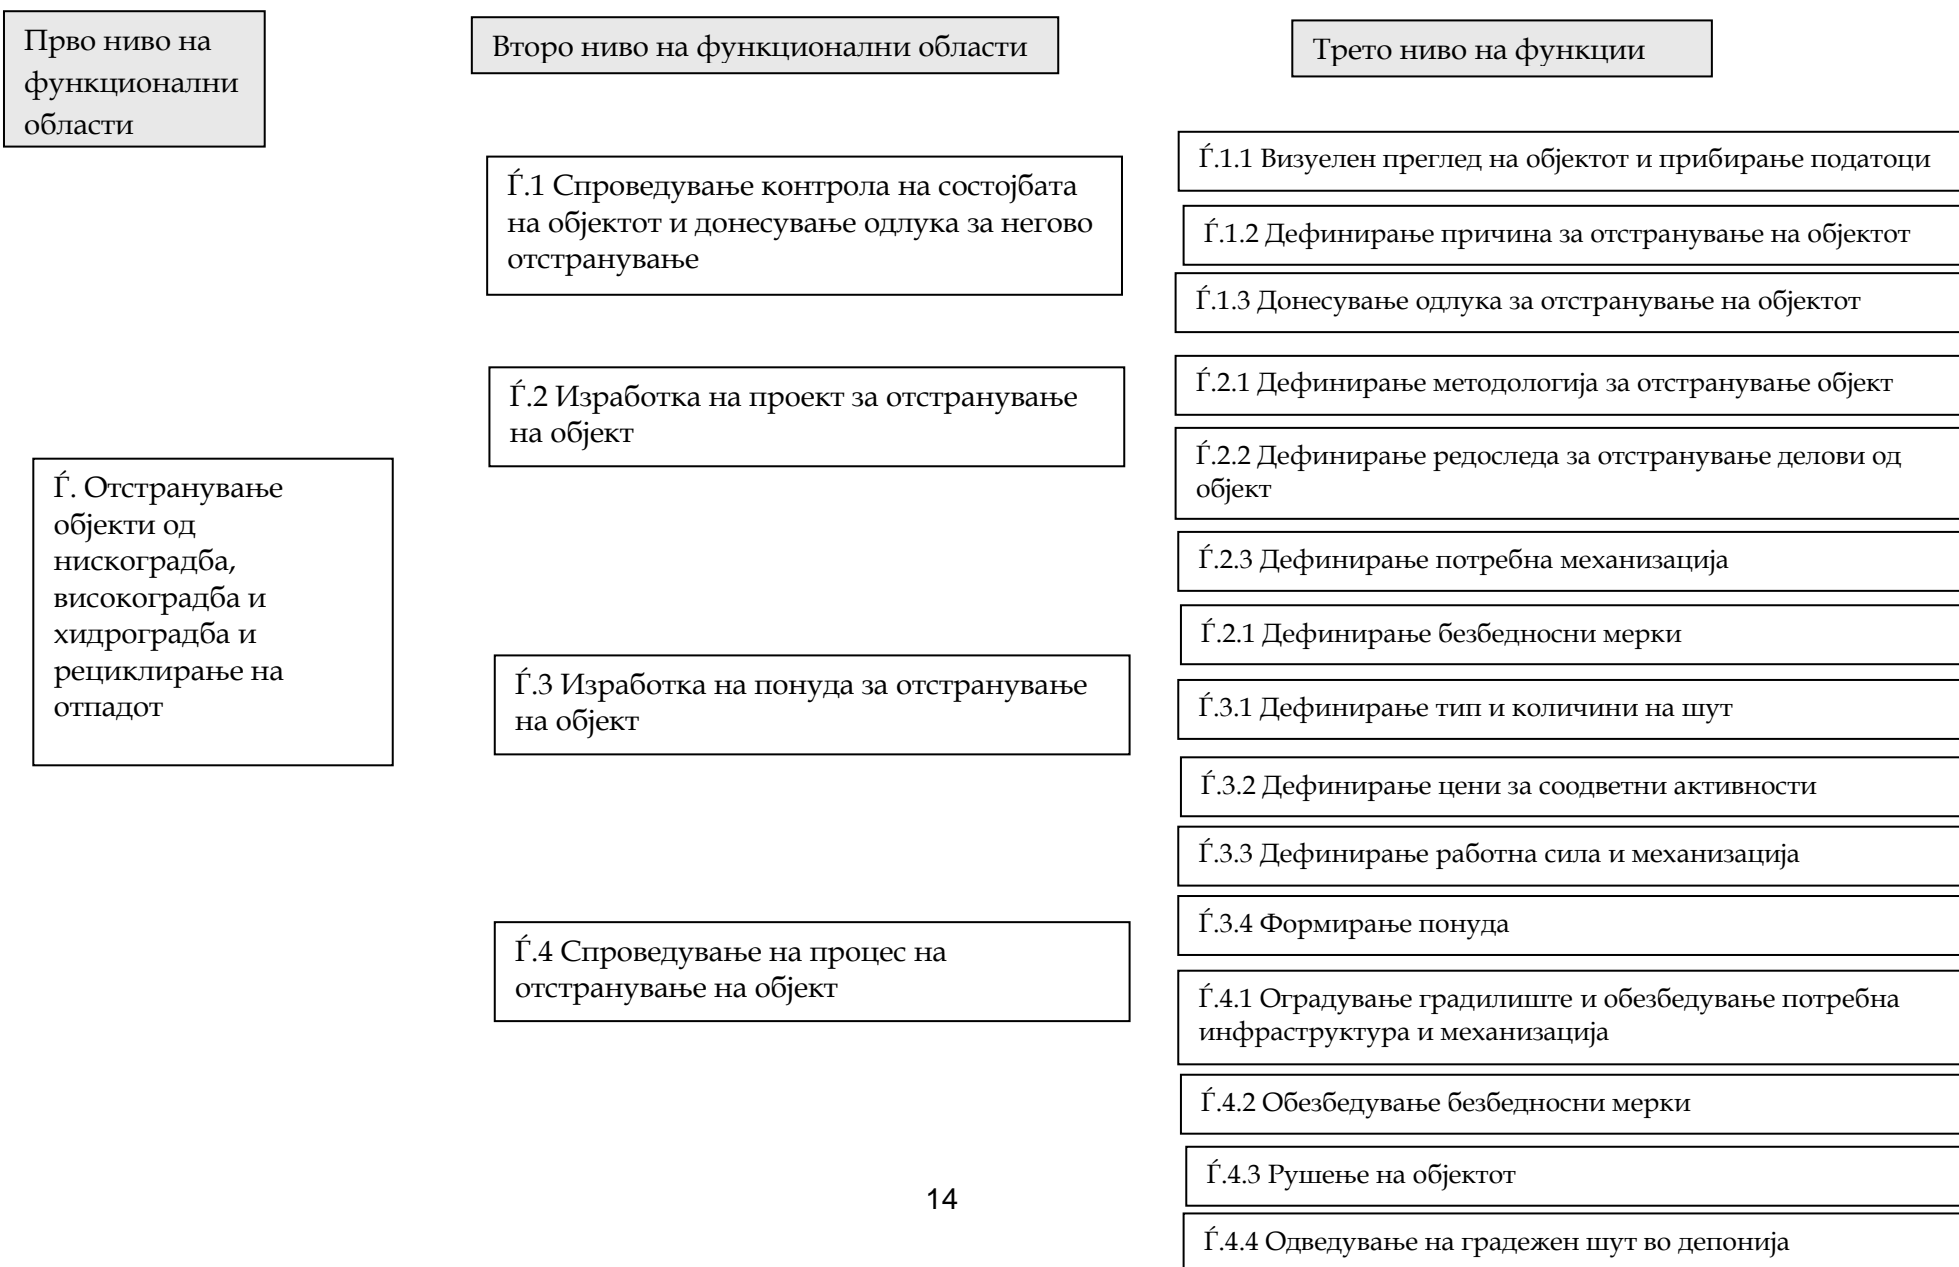 Прво ниво на
функционални
области
Второ ниво на функционални области
Трето ниво на функции
Ѓ. Отстранување
објекти од
нискоградба,
високоградба и
хидроградба и
рециклирање на
отпадот
Ѓ.1 Спроведување контрола на состојбата
на објектот и донесување одлука за негово
отстранување
Ѓ.2 Изработка на проект за отстранување
на објект
Ѓ.3 Изработка на понуда за отстранување
на објект
Ѓ.4 Спроведување на процес на
отстранување на објект
Ѓ.1.1 Визуелен преглед на објектот и прибирање податоци
Ѓ.1.2 Дефинирање причина за отстранување на објектот
Ѓ.1.3 Донесување одлука за отстранување на објектот
Ѓ.2.1 Дефинирање методологија за отстранување објект
Ѓ.2.2 Дефинирање редоследа за отстранување делови од
објект
Ѓ.2.3 Дефинирање потребна механизација
Ѓ.2.1 Дефинирање безбедносни мерки
Ѓ.3.1 Дефинирање тип и количини на шут
Ѓ.3.2 Дефинирање цени за соодветни активности
Ѓ.3.3 Дефинирање работна сила и механизација
Ѓ.3.4 Формирање понуда
Ѓ.4.1 Оградување градилиште и обезбедување потребна
инфраструктура и механизација
Ѓ.4.2 Обезбедување безбедносни мерки
Ѓ.4.3 Рушење на објектот
Ѓ.4.4 Одведување на градежен шут во депонија
14